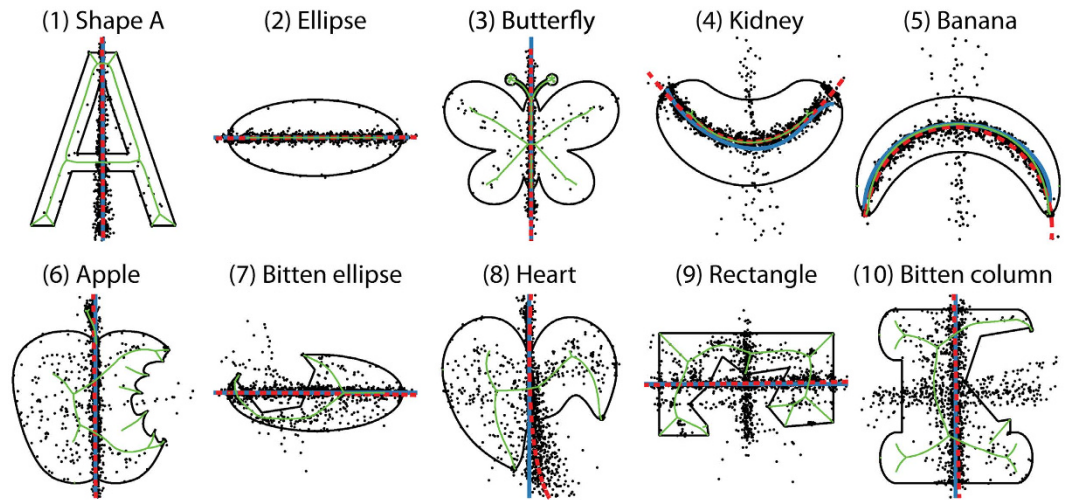 (1) Shape A
(2) Ellipse
(3) Butterfly
(4) Kidney
(5) Banana
(6) Apple
(7) Bitten ellipse
(8) Heart
(9) Rectangle
(10) Bitten column